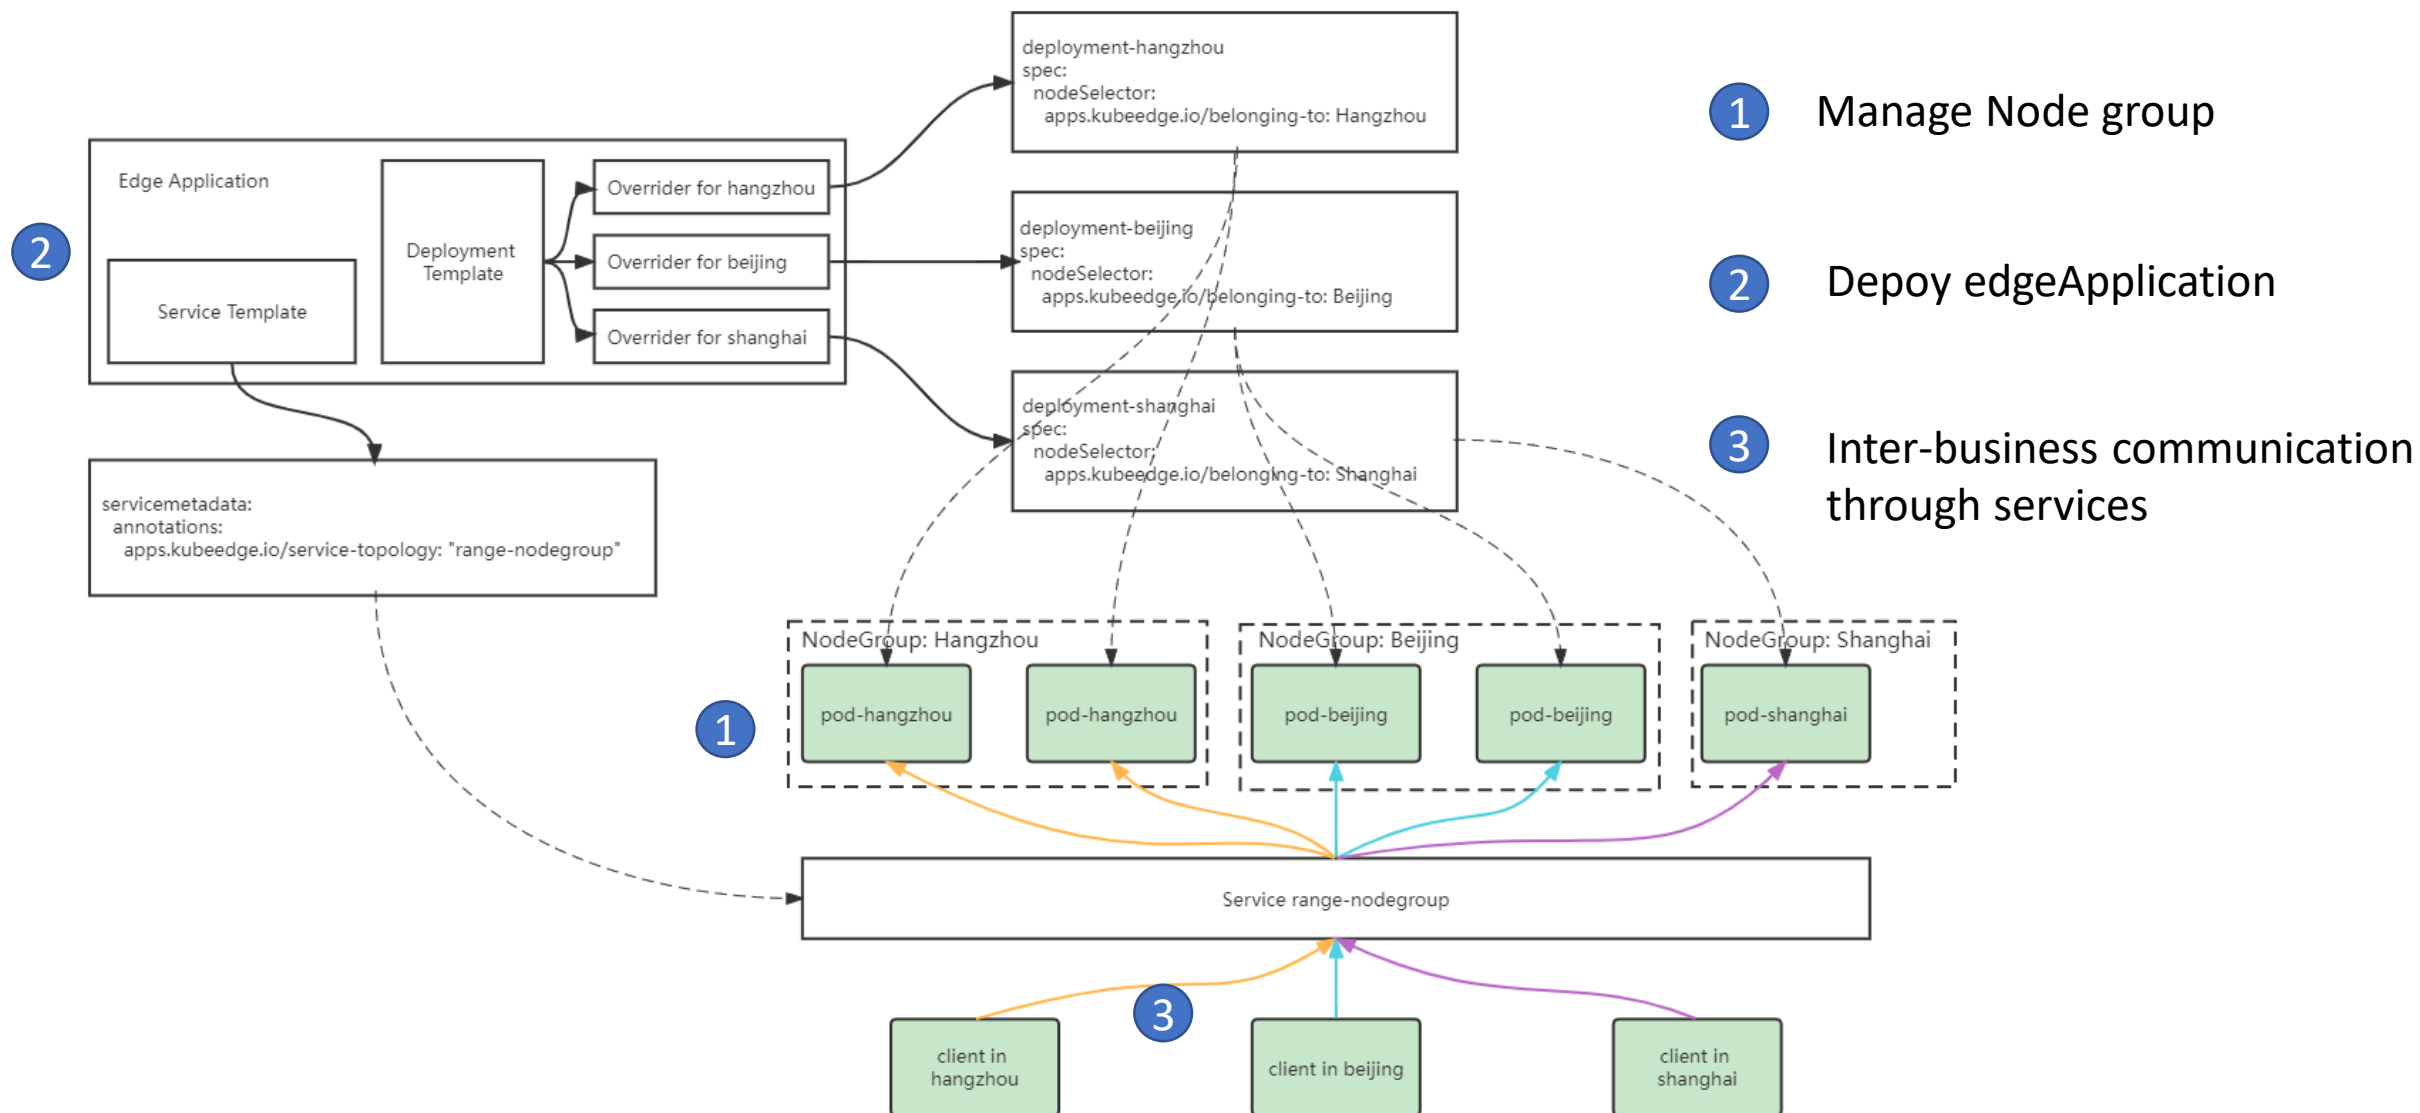 deployment-hangzhou
spec:
nodeSelector:
apps.kubeedge.io/belonging-to: Hangzhou
1
Manage Node group
Edge Application
Deployment
Template
Overrider for hangzhou
Overrider for beijing
Overrider for shanghai
Service Template
2
deployment-beijing
spec:
nodeSelector:
apps.kubeedge.io/belonging-to: Beijing
2
Depoy edgeApplication
deployment-shanghai
spec:
nodeSelector:
apps.kubeedge.io/belonging-to: Shanghai
3
Inter-business communication
through services
servicemetadata:
annotations:
apps.kubeedge.io/service-topology: "range-nodegroup"
NodeGroup: Hangzhou
NodeGroup: Beijing
NodeGroup: Shanghai
1
pod-hangzhou
pod-hangzhou
pod-beijing
pod-beijing
pod-shanghai
Service range-nodegroup
3
client in
hangzhou
client in beijing
client in
shanghai